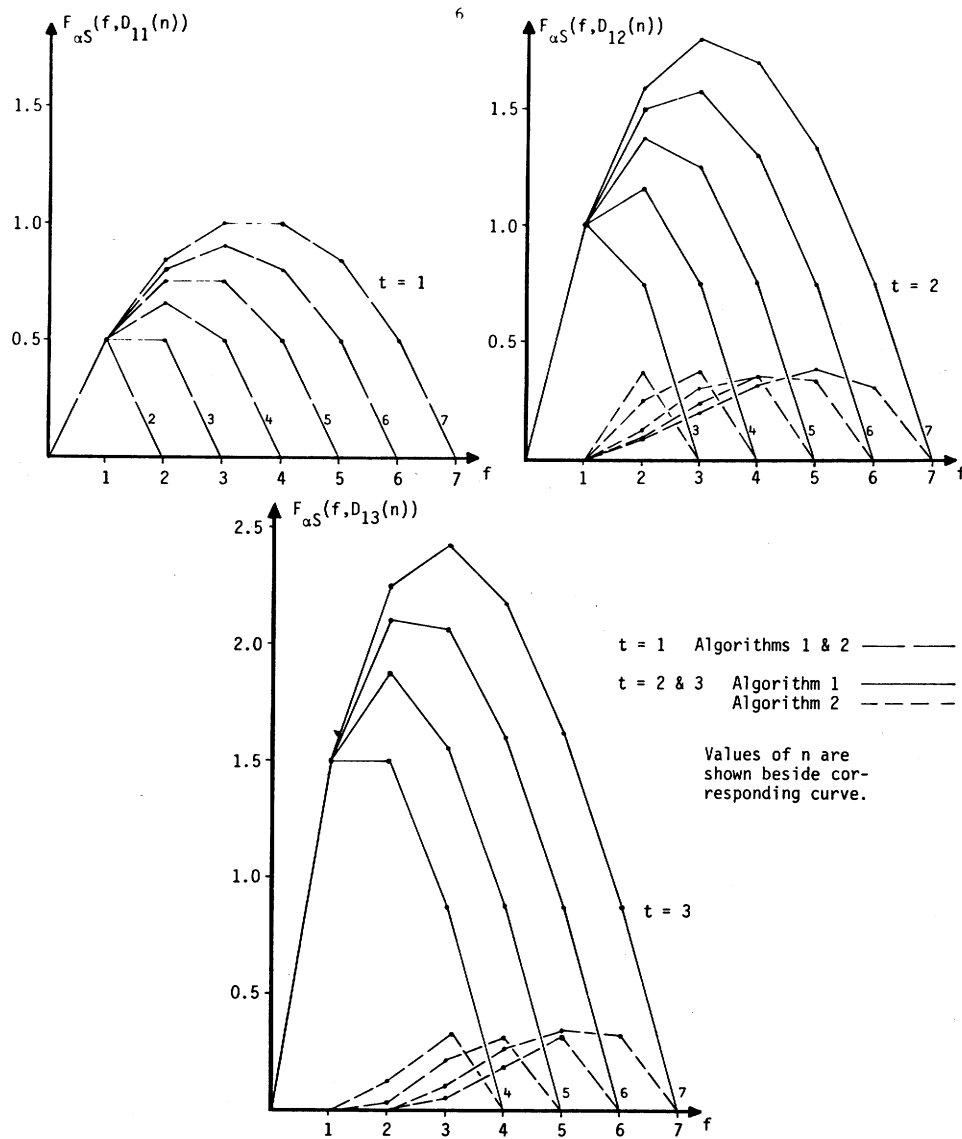 6
F_αS(f,D_11(n))
1.5
1.0
0.5
t = 1
2 3 4 5 6 7
1 2 3 4 5 6 7 f
F_αS(f,D_12(n))
1.5
1.0
0.5
t = 2
3 4 5 6 7
1 2 3 4 5 6 7 f
F_αS(f,D_13(n))
2.5
2.0
1.5
1.0
0.5
t = 3
4 5 6 7
1 2 3 4 5 6 7 f
t = 1 Algorithms 1 & 2
t = 2 & 3 Algorithm 1
Algorithm 2
Values of n are
shown beside cor-
responding curve.